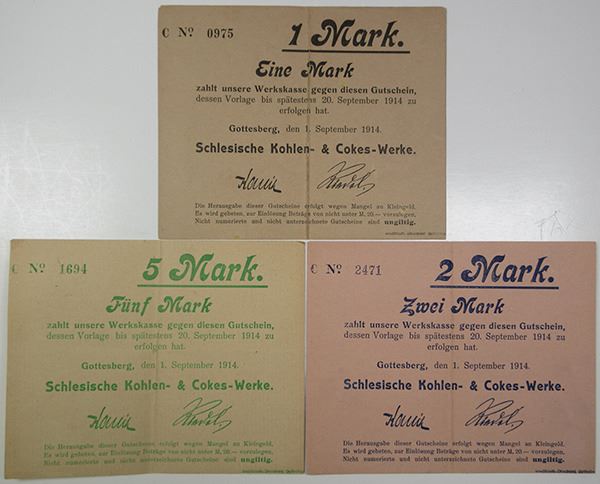 C Nº 0975 1 Mark.
Eine Mark
zahlt unsere Werkskasse gegen diesen Gutschein,
dessen Vorlage bis spätestens 20. September 1914 zu
erfolgen hat.
Gottesberg, den 1. September 1914.
Schlesische Kohlen- & Cokes-Werke.
Die Herausgabe dieser Gutscheine erfolgt wegen Mangel an Kleingeld.
Es wird gebeten, zur Einlösung Beträge von nicht unter M. 20.— vorzulegen.
Nicht numerierte und nicht unterzeichnete Gutscheine sind ungiltig.
C Nº 1694 5 Mark.
Fünf Mark
zahlt unsere Werkskasse gegen diesen Gutschein,
dessen Vorlage bis spätestens 20. September 1914 zu
erfolgen hat.
Gottesberg, den 1. September 1914.
Schlesische Kohlen- & Cokes-Werke.
Die Herausgabe dieser Gutscheine erfolgt wegen Mangel an Kleingeld.
Es wird gebeten, zur Einlösung Beträge von nicht unter M. 20.— vorzulegen.
Nicht numerierte und nicht unterzeichnete Gutscheine sind ungiltig.
C Nº 2471 2 Mark.
Zwei Mark
zahlt unsere Werkskasse gegen diesen Gutschein,
dessen Vorlage bis spätestens 20. September 1914 zu
erfolgen hat.
Gottesberg, den 1. September 1914.
Schlesische Kohlen- & Cokes-Werke.
Die Herausgabe dieser Gutscheine erfolgt wegen Mangel an Kleingeld.
Es wird gebeten, zur Einlösung Beträge von nicht unter M. 20.— vorzulegen.
Nicht numerierte und nicht unterzeichnete Gutscheine sind ungiltig.